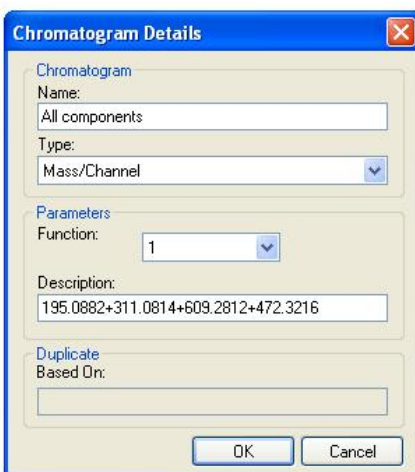 Chromatogram Details
Chromatogram
Name:
All components
Type:
Mass/Channel
Parameters
Function:
1
Description:
195.0882+311.0814+609.2812+472.3216
Duplicate
Based On:
OK
Cancel